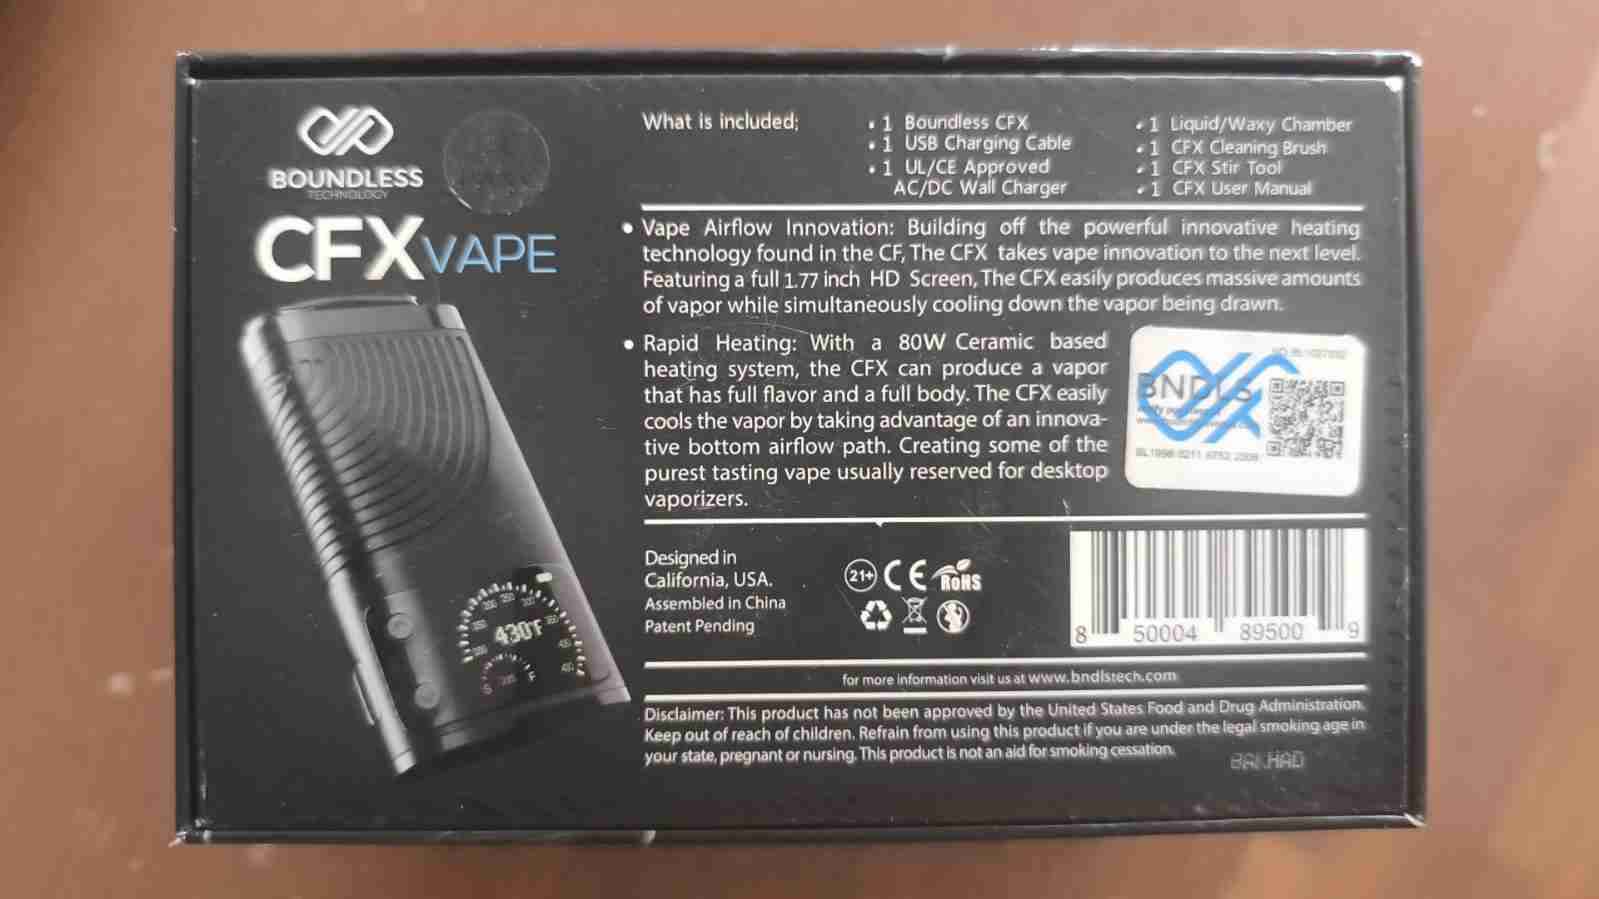 BOUNDLESS
TECHNOLOGY
CFX VAPE
430°F
What is included;
• 1 Boundless CFX
• 1 USB Charging Cable
• 1 UL/CE Approved
AC/DC Wall Charger
• 1 Liquid/Waxy Chamber
• 1 CFX Cleaning Brush
• 1 CFX Stir Tool
• 1 CFX User Manual
• Vape Airflow Innovation: Building off the powerful innovative heating
technology found in the CF, The CFX takes vape innovation to the next level.
Featuring a full 1.77 inch HD Screen, The CFX easily produces massive amounts
of vapor while simultaneously cooling down the vapor being drawn.
• Rapid Heating: With a 80W Ceramic based
heating system, the CFX can produce a vapor
that has full flavor and a full body. The CFX easily
cools the vapor by taking advantage of an innova-
tive bottom airflow path. Creating some of the
purest tasting vape usually reserved for desktop
vaporizers.
BNDLS
Designed in
California, USA.
Assembled in China
Patent Pending
21+ CE RoHS
8 50004 89500 9
for more information visit us at www.bndlstech.com
Disclaimer: This product has not been approved by the United States Food and Drug Administration.
Keep out of reach of children. Refrain from using this product if you are under the legal smoking age in
your state, pregnant or nursing. This product is not an aid for smoking cessation.